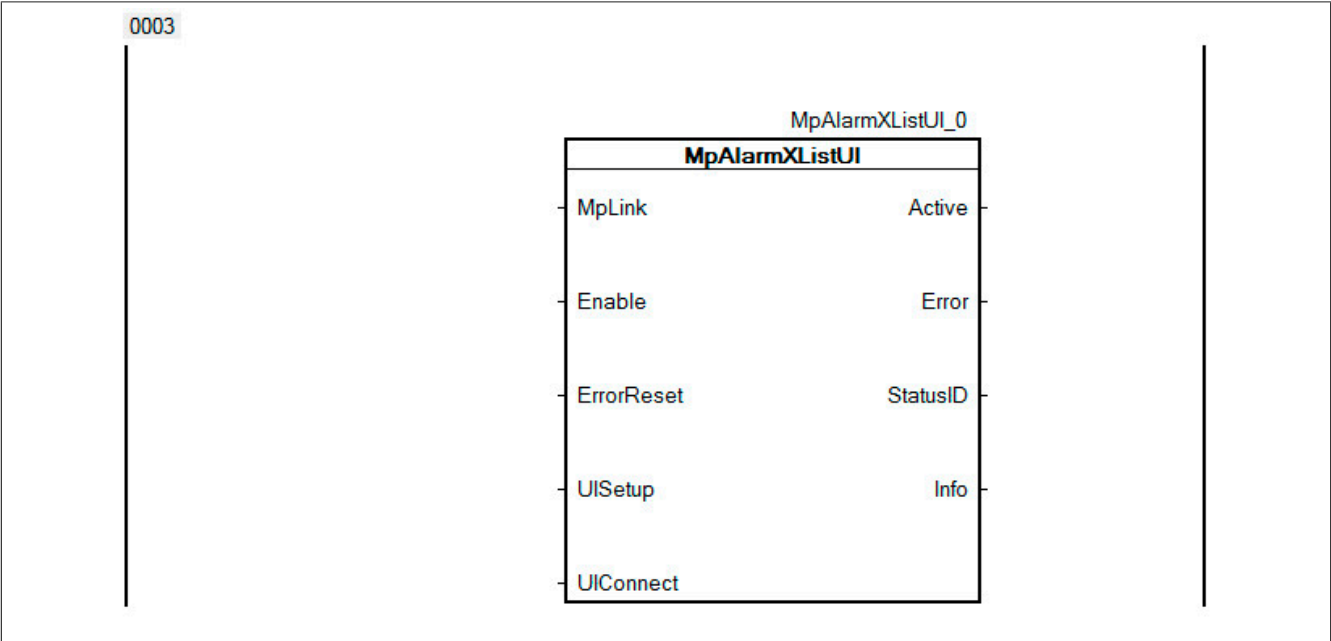 0003
MpAlarmXListUI_0
MpAlarmXListUI
MpLink Active
Enable Error
ErrorReset StatusID
UISetup Info
UIConnect